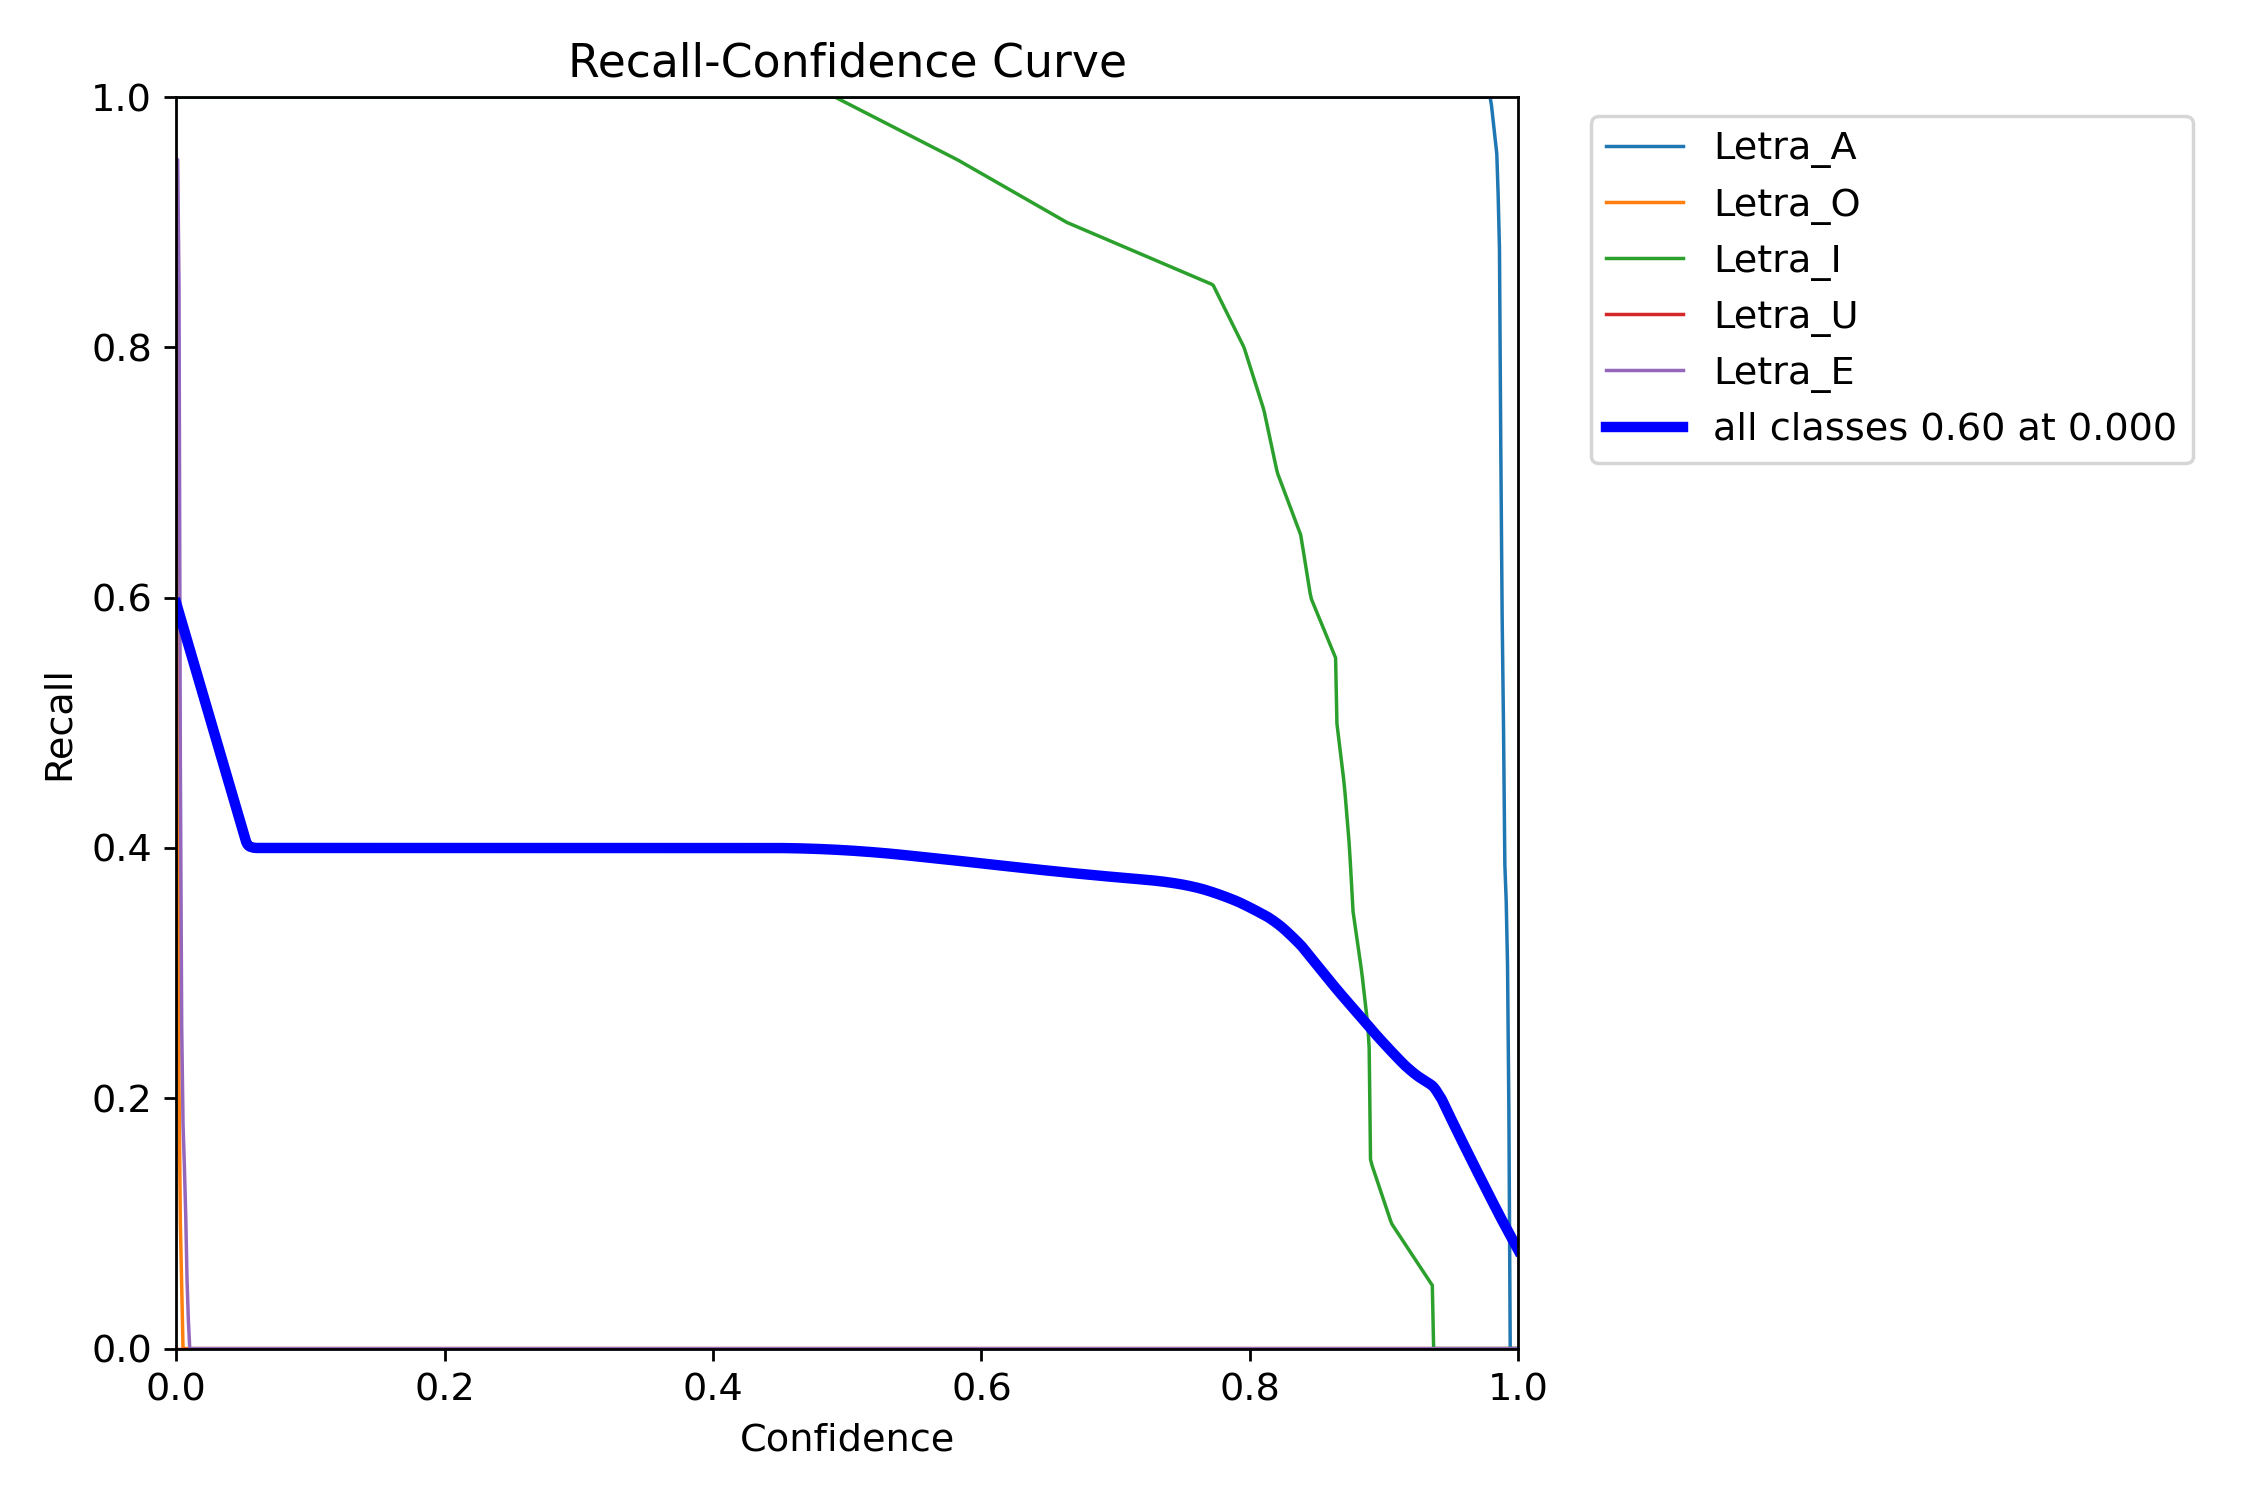 Recall-Confidence Curve
1.0
0.8
0.6
0.4
0.2
0.0
Recall
0.0 0.2 0.4 0.6 0.8 1.0
Confidence
Letra_A
Letra_O
Letra_I
Letra_U
Letra_E
all classes 0.60 at 0.000